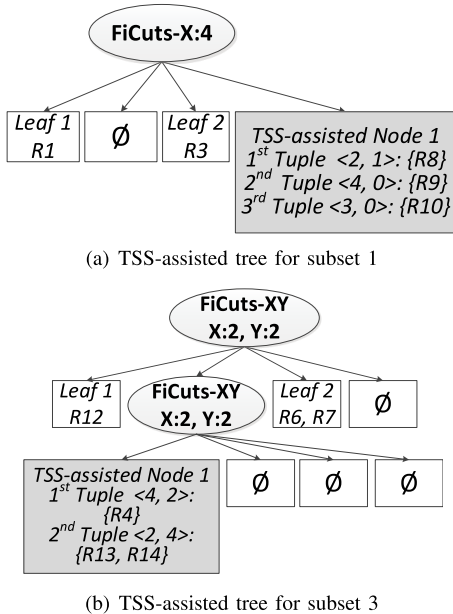 FiCuts-X:4
Leaf 1
R1
Ø
Leaf 2
R3
TSS-assisted Node 1
1st Tuple <2, 1>: {R8}
2nd Tuple <4, 0>: {R9}
3rd Tuple <3, 0>: {R10}
(a) TSS-assisted tree for subset 1
FiCuts-XY
X:2, Y:2
Leaf 1
R12
FiCuts-XY
X:2, Y:2
Leaf 2
R6, R7
Ø
TSS-assisted Node 1
1st Tuple <4, 2>:
{R4}
2nd Tuple <2, 4>:
{R13, R14}
Ø
Ø
Ø
(b) TSS-assisted tree for subset 3